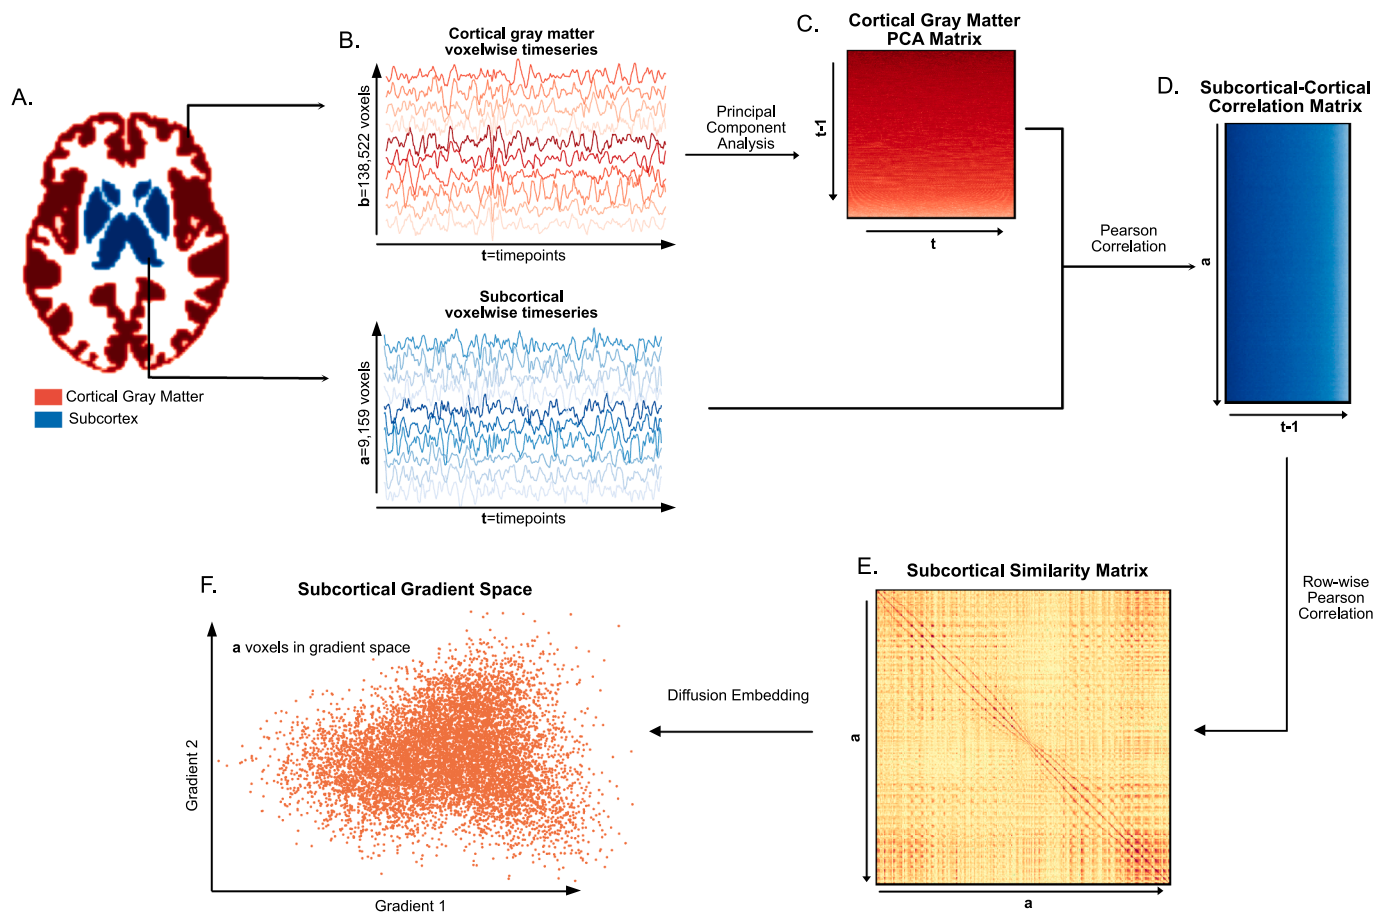 A.
Cortical Gray Matter
Subcortex
B.
Cortical gray matter
voxelwise timeseries
b=138,522 voxels
t=timepoints
Subcortical
voxelwise timeseries
a=9,159 voxels
t=timepoints
Principal
Component
Analysis
C.
Cortical Gray Matter
PCA Matrix
t-1
t
Pearson
Correlation
D.
Subcortical-Cortical
Correlation Matrix
a
t-1
Row-wise
Pearson
Correlation
E.
Subcortical Similarity Matrix
a
a
Diffusion Embedding
F.
Subcortical Gradient Space
a voxels in gradient space
Gradient 2
Gradient 1